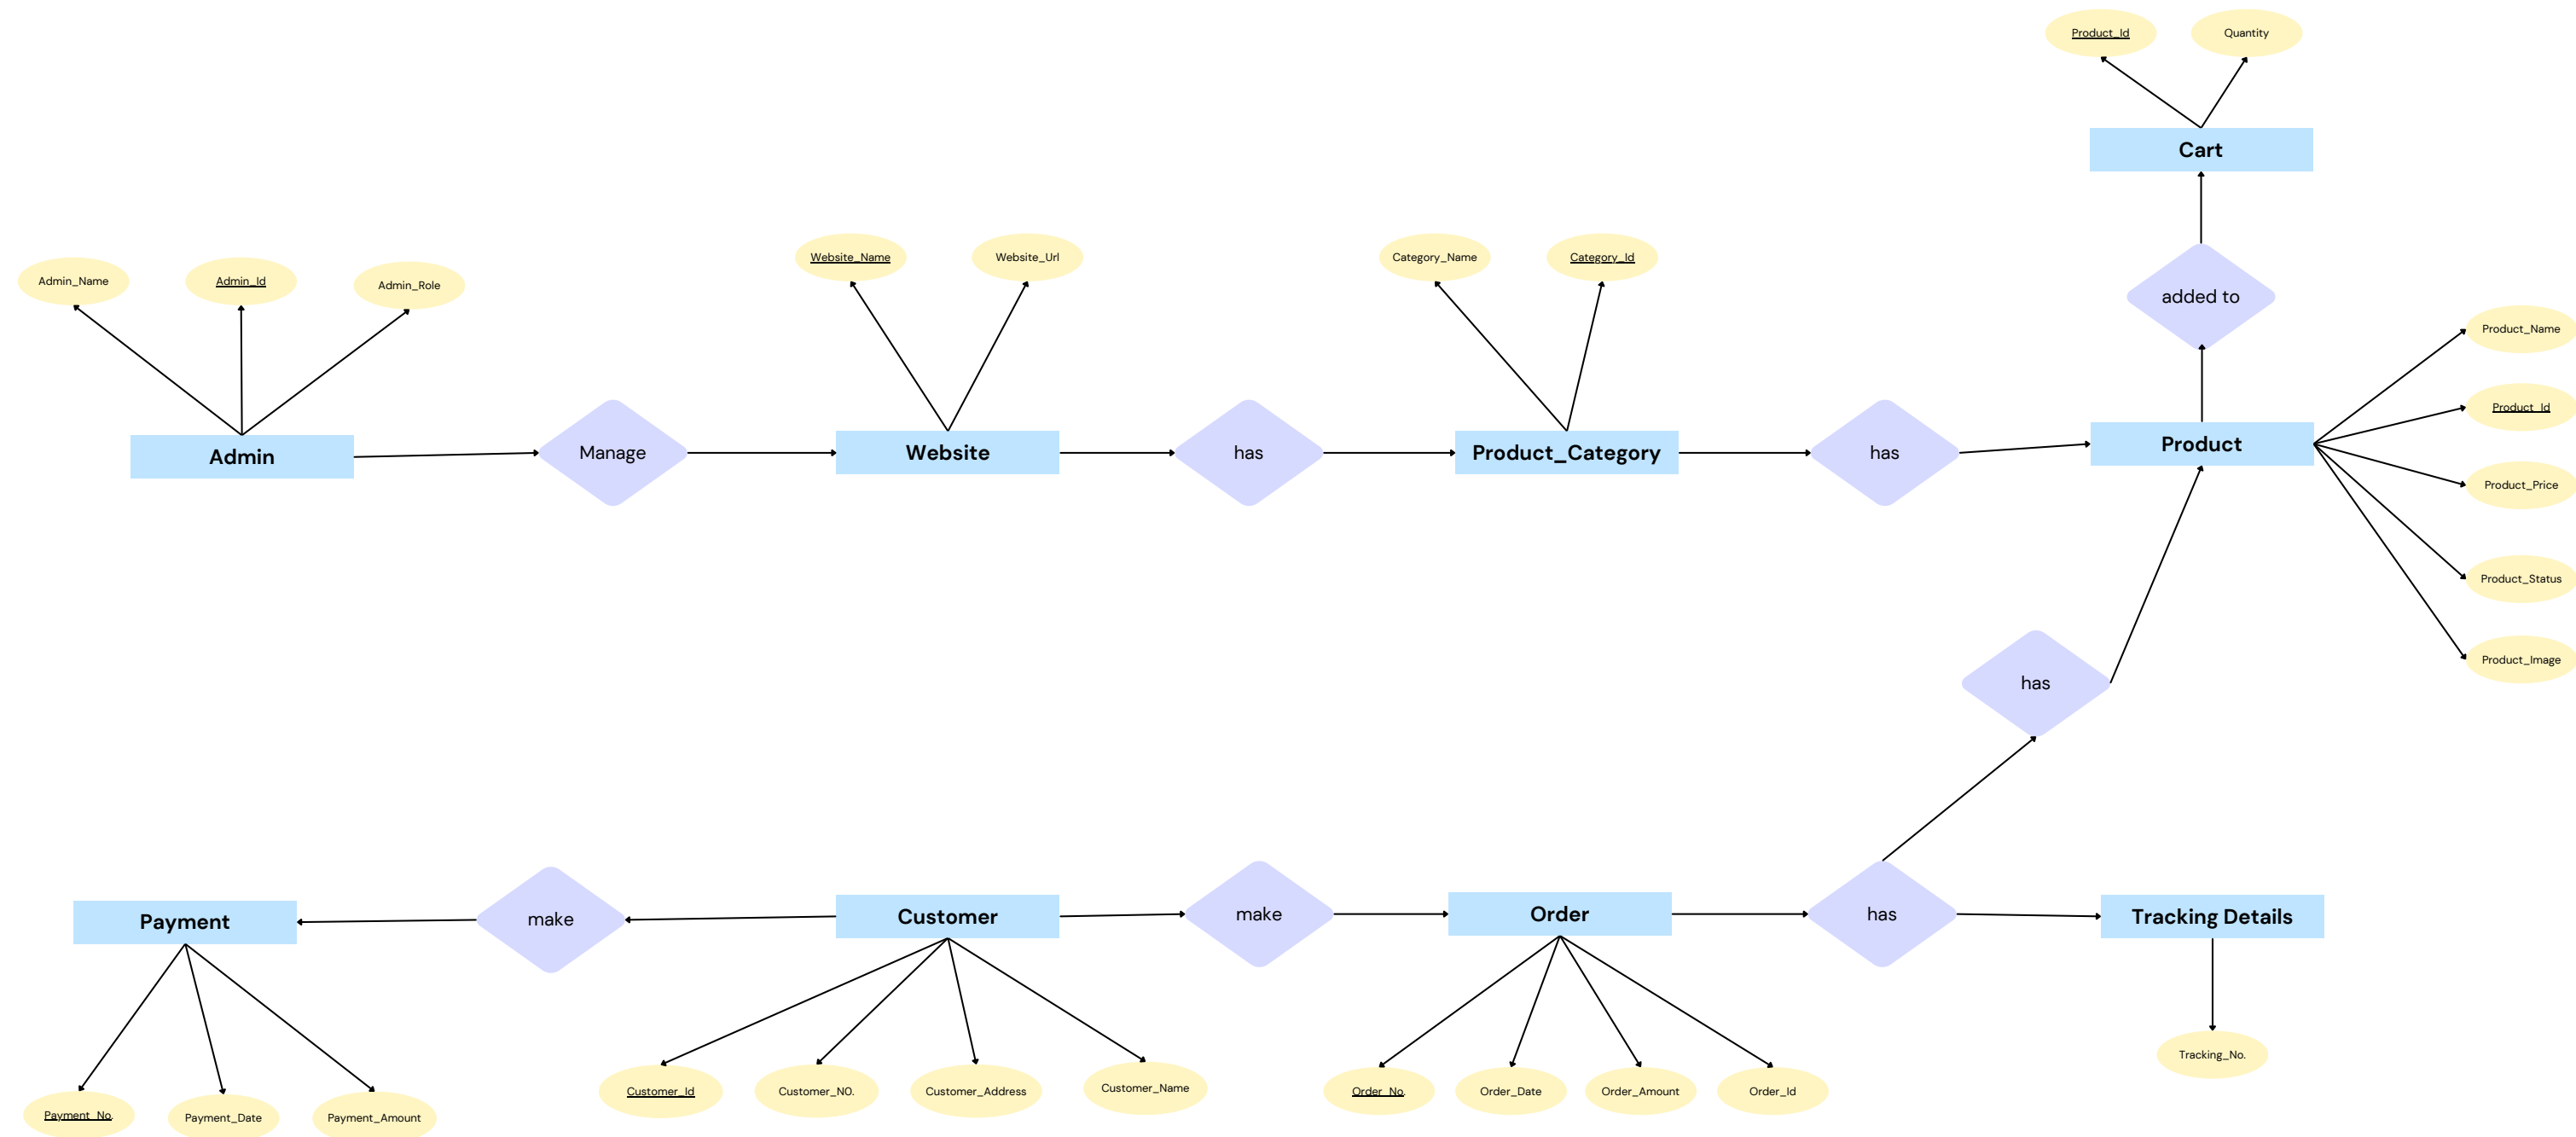 Product_Id
Quantity
Cart
Admin_Name
Admin_Id
Admin_Role
Website_Name
Website_Url
Category_Name
Category_Id
added to
Product_Name
Product_Id
Product_Price
Product_Status
Product_Image
Admin
Manage
Website
has
Product_Category
has
Product
has
Payment
make
Customer
make
Order
has
Tracking Details
Payment_No.
Payment_Date
Payment_Amount
Customer_Id
Customer_NO.
Customer_Address
Customer_Name
Order_No.
Order_Date
Order_Amount
Order_Id
Tracking_No.